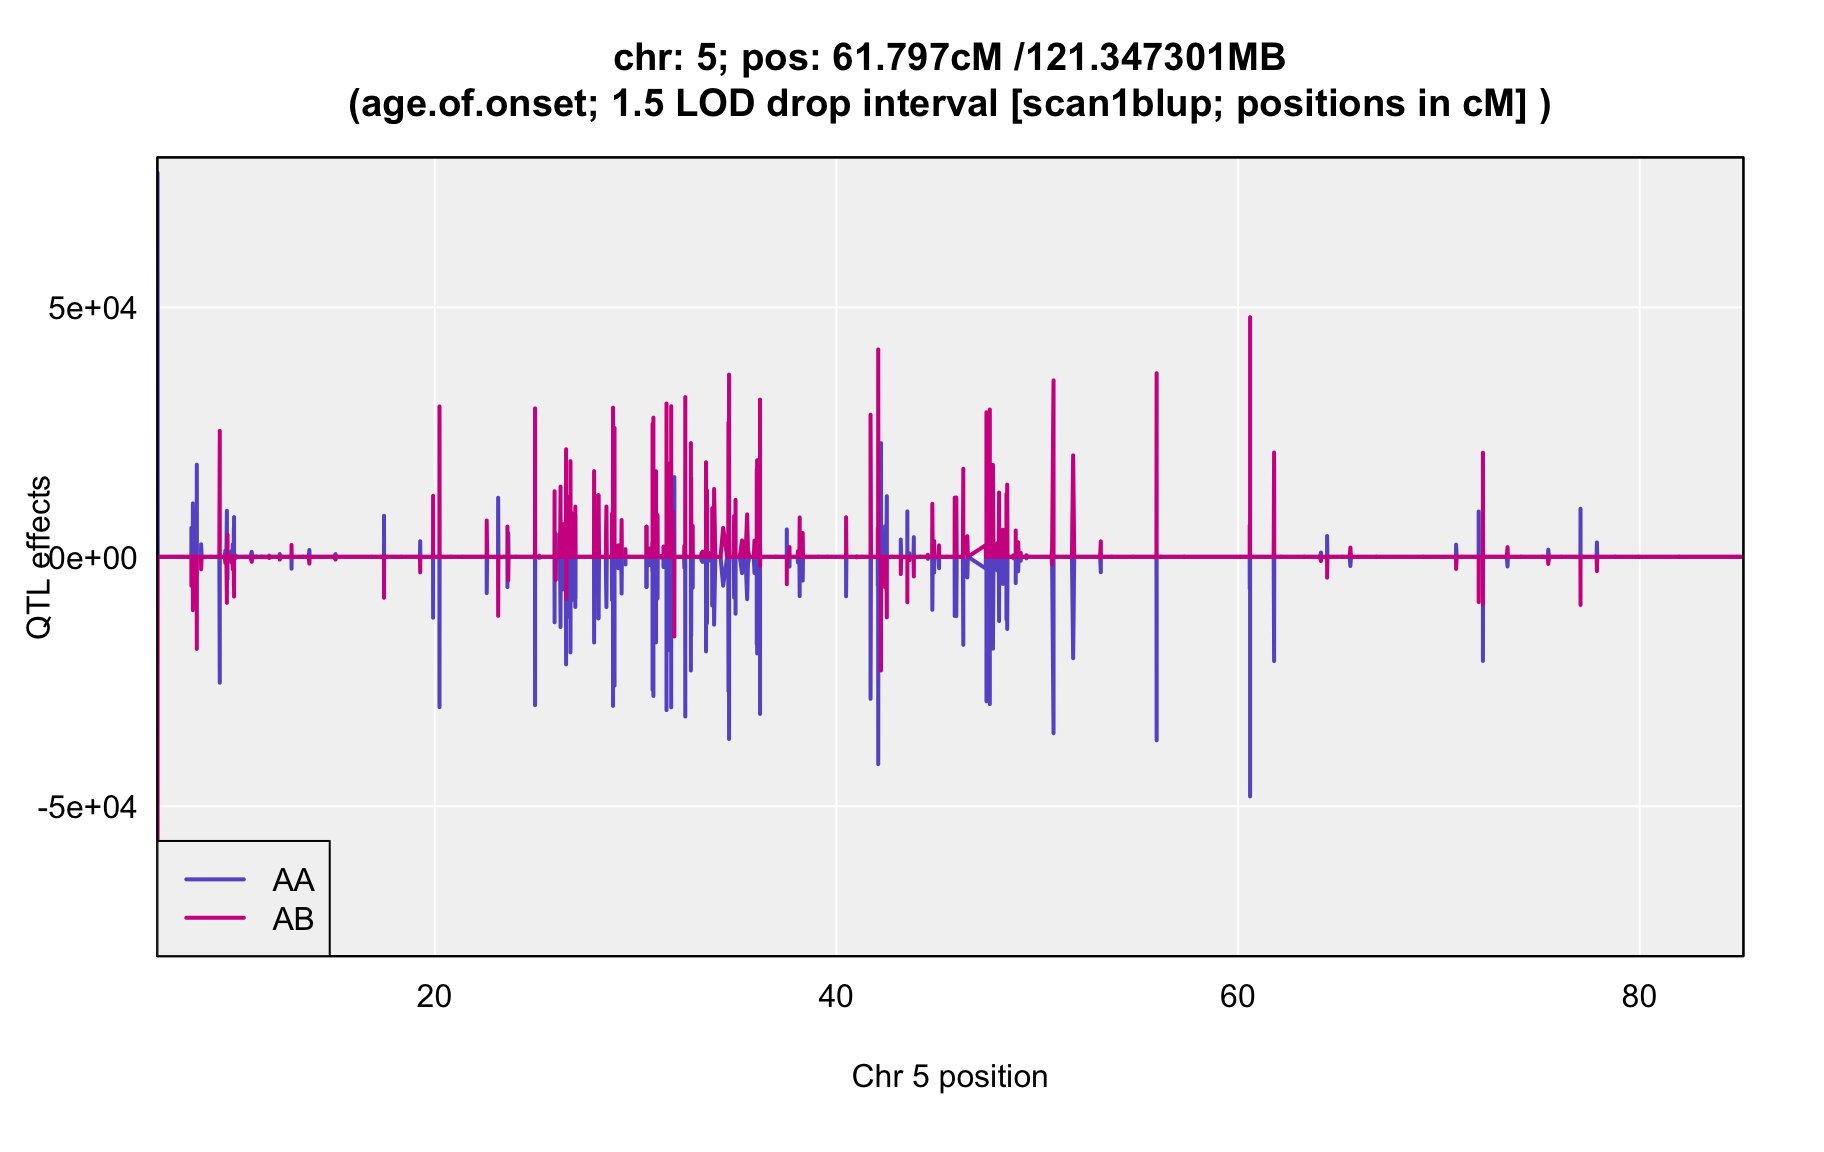 chr: 5; pos: 61.797cM /121.347301MB
(age.of.onset; 1.5 LOD drop interval [scan1blup; positions in cM] )
QTL effects
5e+04
0e+00
-5e+04
AA
AB
20 40 60 80
Chr 5 position